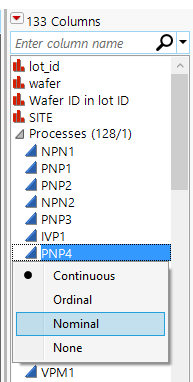 133 Columns
Enter column name
lot_id
wafer
Wafer ID in lot ID
SITE
Processes (128/1)
NPN1
PNP1
PNP2
NPN2
PNP3
IVP1
PNP4
Continuous
Ordinal
Nominal
None
VPM1